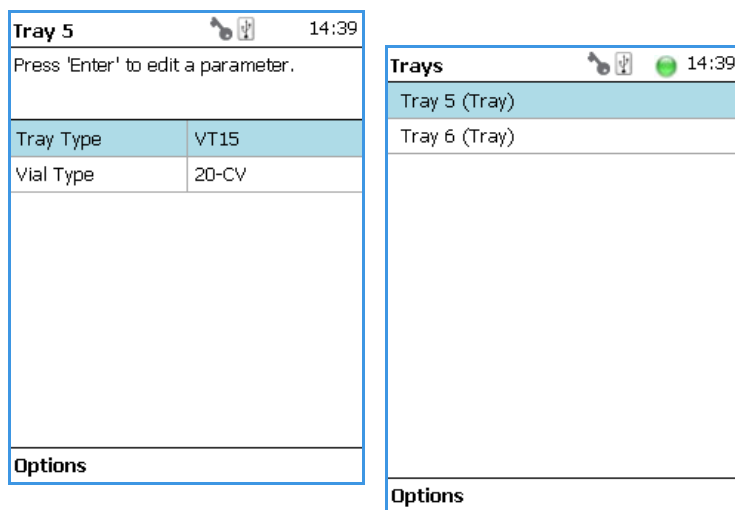 Tray 5 14:39
Press 'Enter' to edit a parameter.
Tray Type VT15
Vial Type 20-CV
Options
Trays 14:39
Tray 5 (Tray)
Tray 6 (Tray)
Options